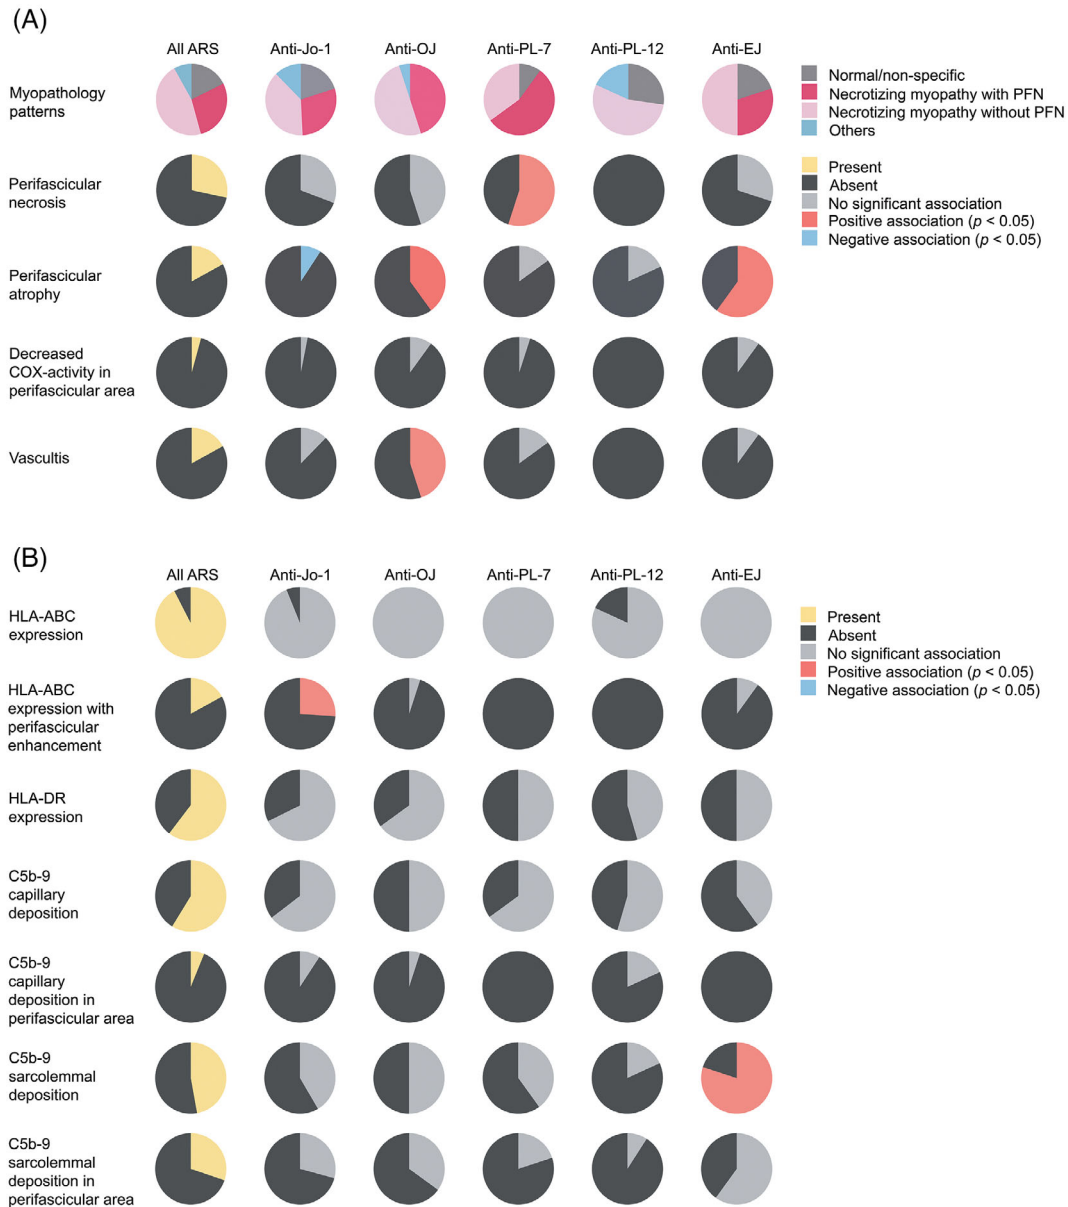 (A)
All ARS Anti-Jo-1 Anti-OJ Anti-PL-7 Anti-PL-12 Anti-EJ
Myopathology
patterns
Normal/non-specific
Necrotizing myopathy with PFN
Necrotizing myopathy without PFN
Others
Perifascicular
necrosis
Present
Absent
No significant association
Positive association (p < 0.05)
Negative association (p < 0.05)
Perifascicular
atrophy
Decreased
COX-activity in
perifascicular area
Vascultis
(B)
All ARS Anti-Jo-1 Anti-OJ Anti-PL-7 Anti-PL-12 Anti-EJ
HLA-ABC
expression
Present
Absent
No significant association
Positive association (p < 0.05)
Negative association (p < 0.05)
HLA-ABC
expression with
perifascicular
enhancement
HLA-DR
expression
C5b-9
capillary
deposition
C5b-9
capillary
deposition in
perifascicular area
C5b-9
sarcolemmal
deposition
C5b-9
sarcolemmal
deposition in
perifascicular area